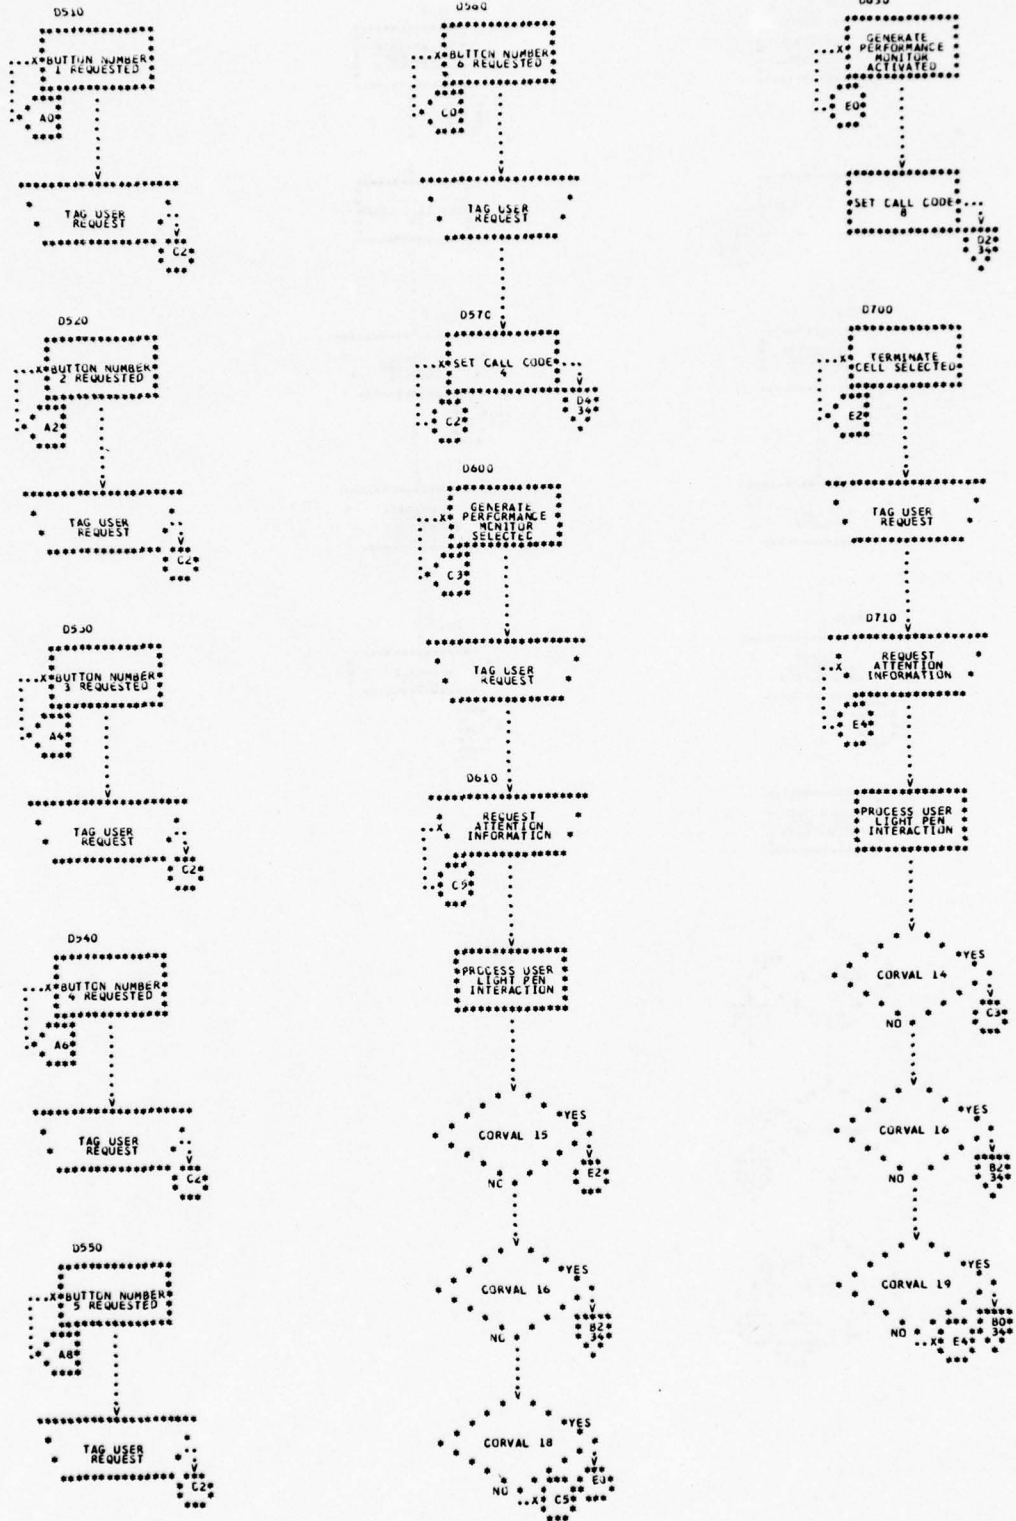 D510
BUTTON NUMBER
1 REQUESTED
A0
TAG USER
REQUEST
C2
D520
BUTTON NUMBER
2 REQUESTED
A2
TAG USER
REQUEST
C2
D530
BUTTON NUMBER
3 REQUESTED
A4
TAG USER
REQUEST
C2
D540
BUTTON NUMBER
4 REQUESTED
A6
TAG USER
REQUEST
C2
D550
BUTTON NUMBER
5 REQUESTED
A8
TAG USER
REQUEST
C2
D560
BUTTON NUMBER
6 REQUESTED
C0
TAG USER
REQUEST
D570
SET CALL CODE
4
C2
D4
34
D600
GENERATE
PERFORMANCE
MONITOR
SELECTED
C3
TAG USER
REQUEST
D610
REQUEST
ATTENTION
INFORMATION
C5
PROCESS USER
LIGHT PEN
INTERACTION
CORVAL 15
YES
E2
NO
CORVAL 16
YES
B2
34
NO
CORVAL 18
YES
E0
NO
C5
GENERATE
PERFORMANCE
MONITOR
ACTIVATED
E0
SET CALL CODE
8
D2
34
D700
TERMINATE
CELL SELECTED
E2
TAG USER
REQUEST
D710
REQUEST
ATTENTION
INFORMATION
E4
PROCESS USER
LIGHT PEN
INTERACTION
CORVAL 14
YES
C3
NO
CORVAL 16
YES
B2
34
NO
CORVAL 19
YES
B0
34
NO
E4